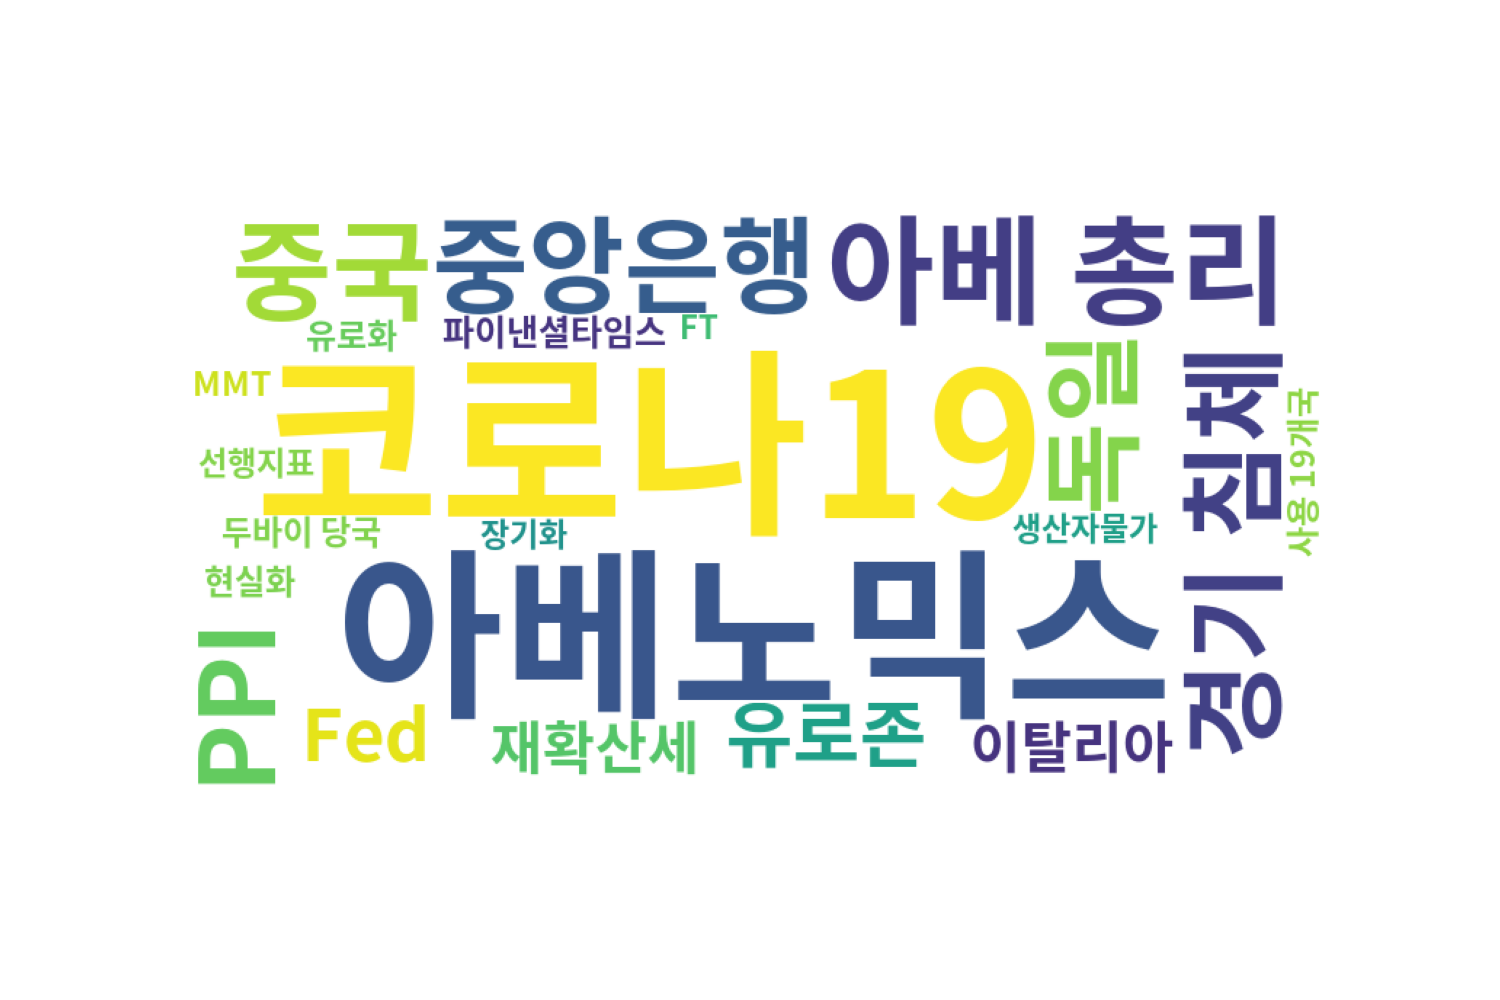 중국
중앙은행
아베 총리
유로화
파이낸셜타임스
FT
MMT
코로나19
독일
경기 침체
사용 19개국
선행지표
두바이 당국
장기화
생산자물가
현실화
아베노믹스
PPI
Fed
재확산세
유로존
이탈리아